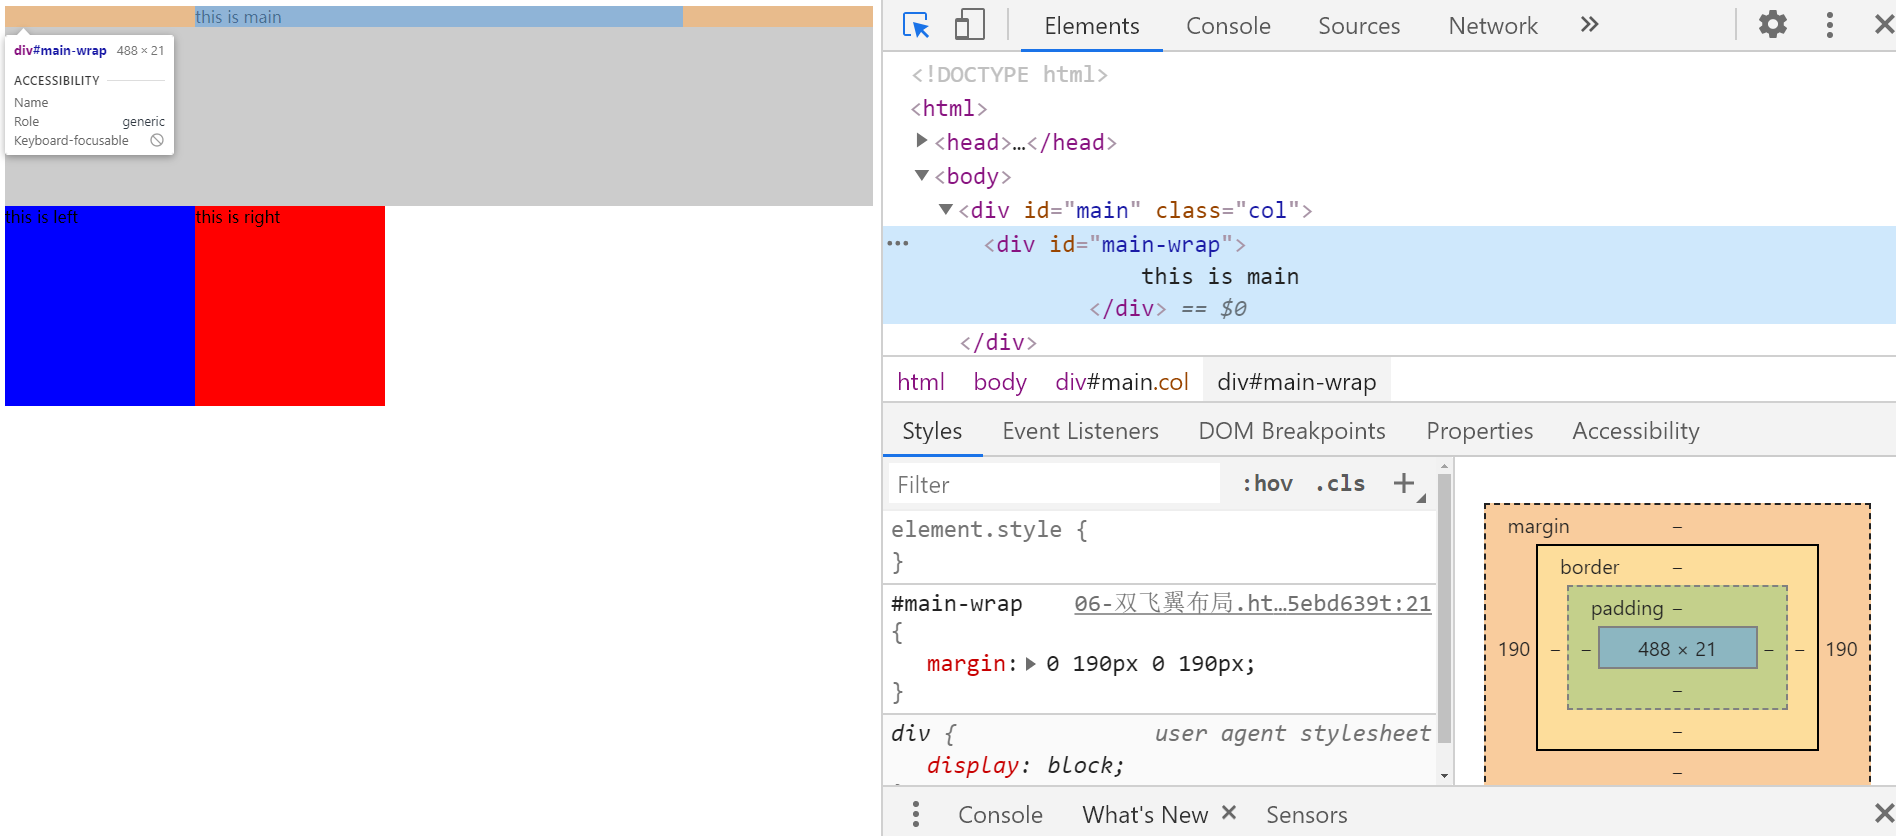 this is main
div#main-wrap 488 × 21
ACCESSIBILITY
Name
Role generic
Keyboard-focusable
this is left this is right
Elements Console Sources Network
<!DOCTYPE html>
<html>
<head>…</head>
<body>
<div id="main" class="col">
<div id="main-wrap">
this is main
</div> == $0
</div>
html body div#main.col div#main-wrap
Styles Event Listeners DOM Breakpoints Properties Accessibility
Filter :hov .cls +
element.style {
}
#main-wrap 06-双飞翼布局.ht…5ebd639t:21
{
margin: 0 190px 0 190px;
}
div { user agent stylesheet
display: block;
margin –
border –
padding –
190 – – 488 × 21 – – 190
–
–
–
Console What's New × Sensors